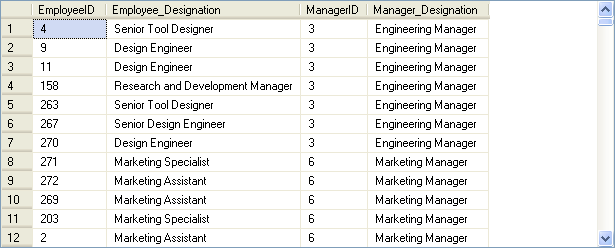 EmployeeID Employee_Designation ManagerID Manager_Designation
1 4 Senior Tool Designer 3 Engineering Manager
2 9 Design Engineer 3 Engineering Manager
3 11 Design Engineer 3 Engineering Manager
4 158 Research and Development Manager 3 Engineering Manager
5 263 Senior Tool Designer 3 Engineering Manager
6 267 Senior Design Engineer 3 Engineering Manager
7 270 Design Engineer 3 Engineering Manager
8 271 Marketing Specialist 6 Marketing Manager
9 272 Marketing Assistant 6 Marketing Manager
10 269 Marketing Assistant 6 Marketing Manager
11 203 Marketing Specialist 6 Marketing Manager
12 2 Marketing Assistant 6 Marketing Manager